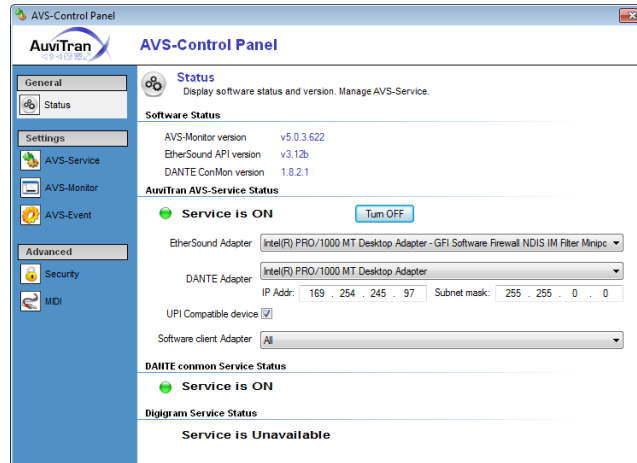 AVS-Control Panel
AuviTran
AVS-Control Panel
General
Status
Settings
AVS-Service
AVS-Monitor
AVS-Event
Advanced
Security
MIDI
Status
Display software status and version. Manage AVS-Service.
Software Status
AVS-Monitor version v5.0.3.622
EtherSound API version v3.12b
DANTE ConMon version 1.8.2.1
AuviTran AVS-Service Status
Service is ON Turn OFF
EtherSound Adapter Intel(R) PRO/1000 MT Desktop Adapter - GFI Software Firewall NDIS IM Filter Minipc
DANTE Adapter Intel(R) PRO/1000 MT Desktop Adapter
IP Addr: 169 . 254 . 245 . 97 Subnet mask: 255 . 255 . 0 . 0
UPI Compatible device
Software client Adapter All
DANTE conmon Service Status
Service is ON
Digigram Service Status
Service is Unavailable